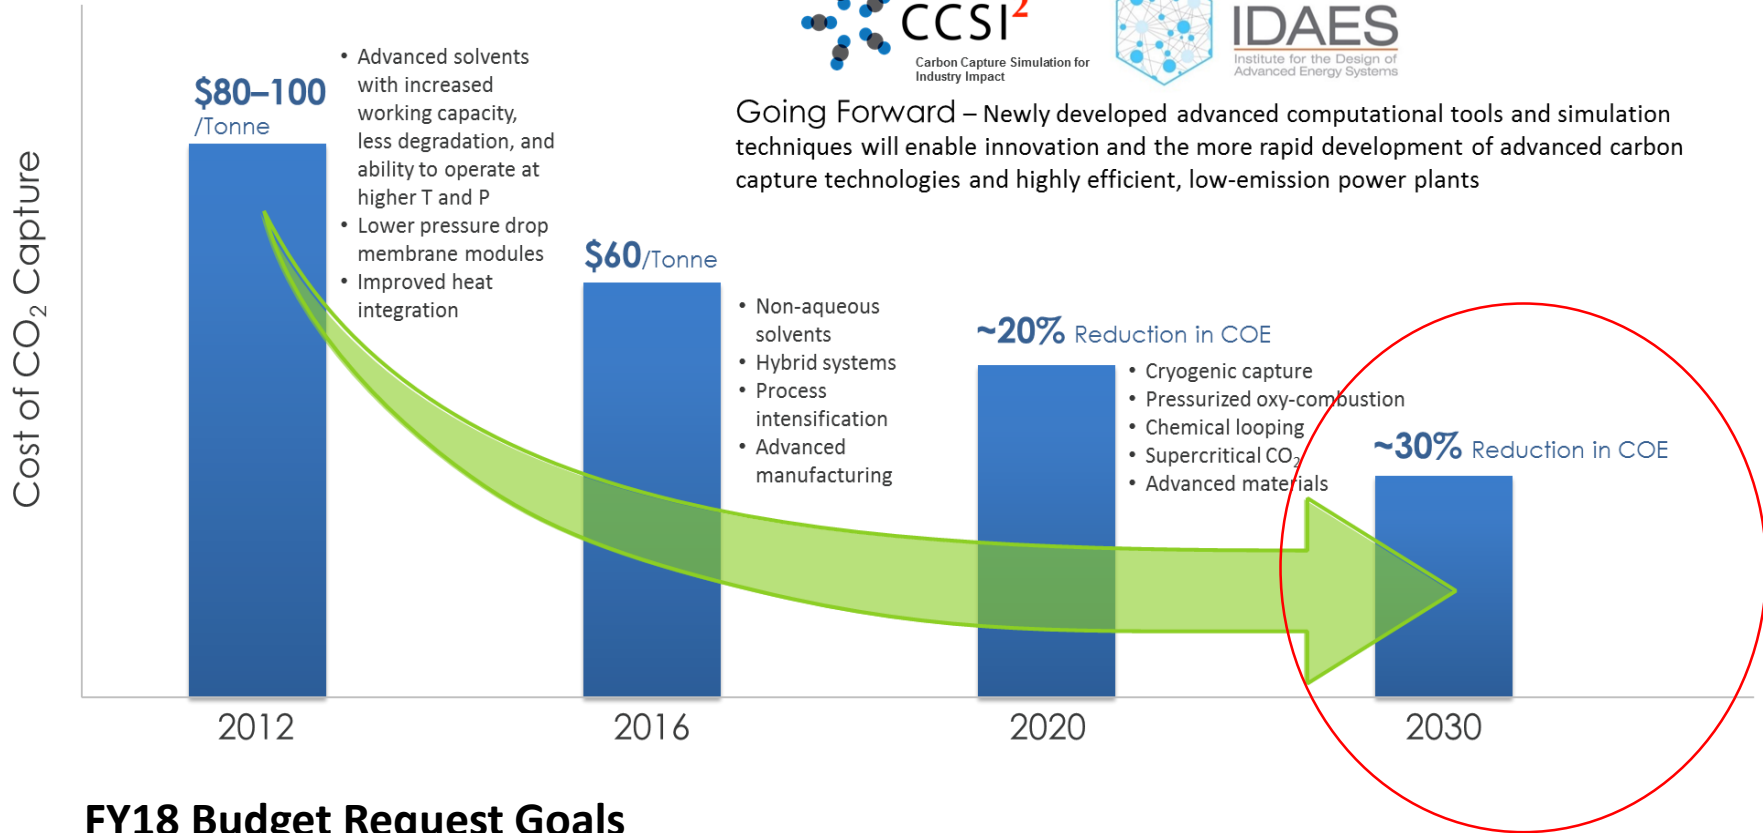 CCSI2
Carbon Capture Simulation for
Industry Impact
IDAES
Institute for the Design of
Advanced Energy Systems
Going Forward – Newly developed advanced computational tools and simulation
techniques will enable innovation and the more rapid development of advanced carbon
capture technologies and highly efficient, low-emission power plants
Cost of CO2 Capture
$80–100
/Tonne
• Advanced solvents
with increased
working capacity,
less degradation, and
ability to operate at
higher T and P
• Lower pressure drop
membrane modules
• Improved heat
integration
$60/Tonne
• Non-aqueous
solvents
• Hybrid systems
• Process
intensification
• Advanced
manufacturing
~20% Reduction in COE
• Cryogenic capture
• Pressurized oxy-combustion
• Chemical looping
• Supercritical CO2
• Advanced materials
~30% Reduction in COE
2012
2016
2020
2030
FY18 Budget Request Goals